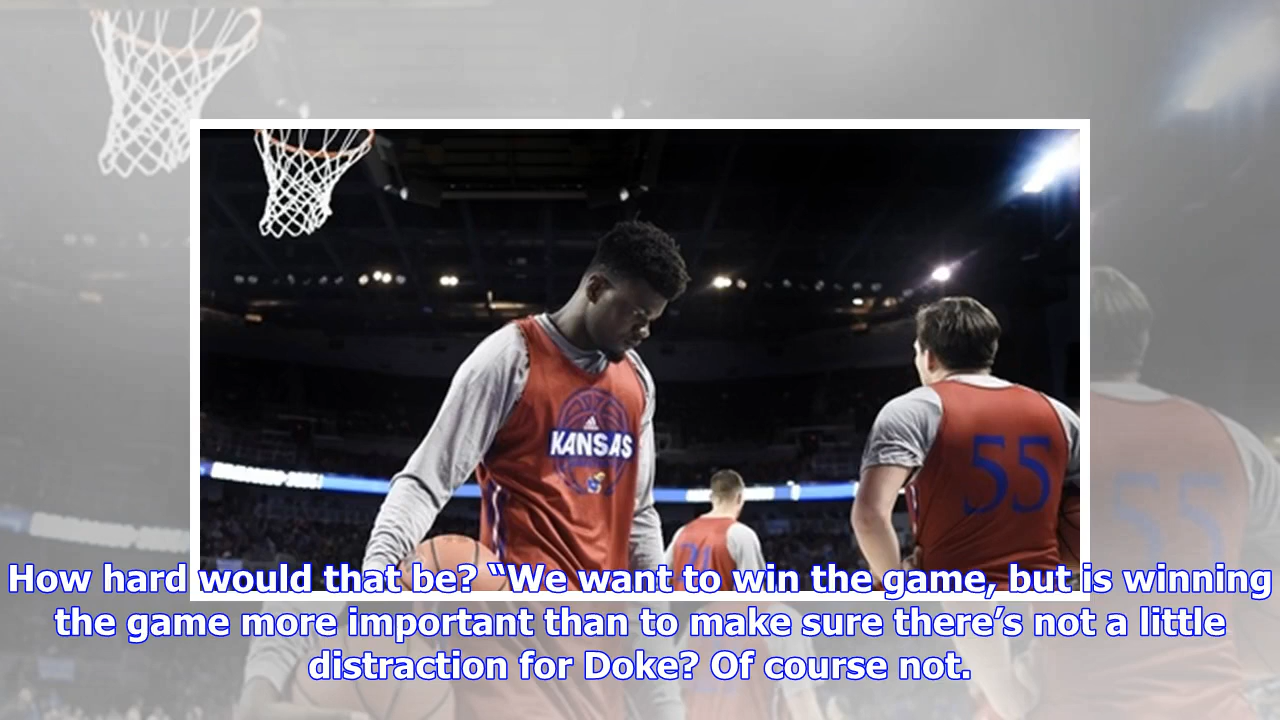 KANSAS
55
21
How hard would that be? “We want to win the game, but is winning
the game more important than to make sure there’s not a little
distraction for Doke? Of course not.